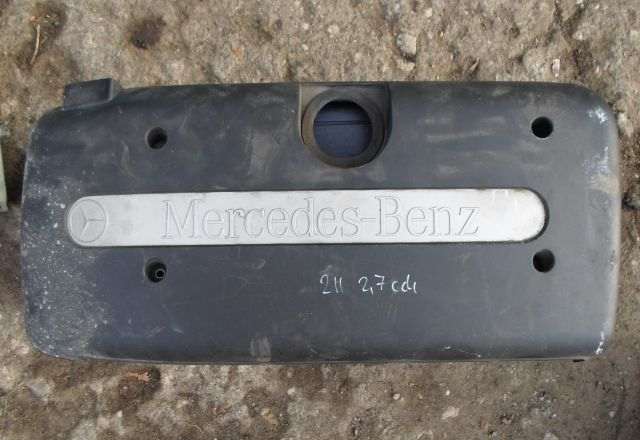 Mercedes-Benz
211 2,7 cdi